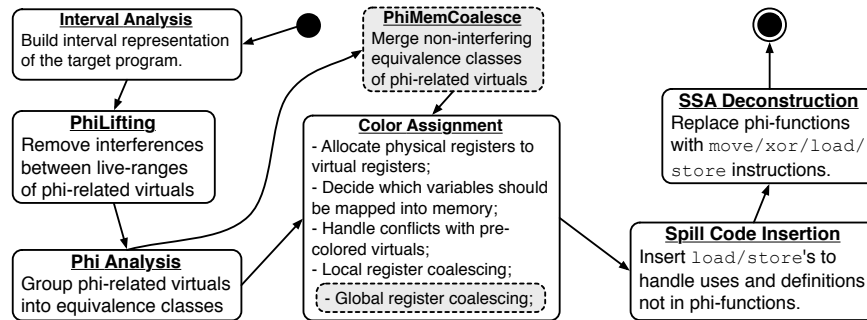 Interval Analysis
Build interval representation
of the target program.
PhiLifting
Remove interferences
between live-ranges
of phi-related virtuals
Phi Analysis
Group phi-related virtuals
into equivalence classes
PhiMemCoalesce
Merge non-interfering
equivalence classes
of phi-related virtuals
Color Assignment
- Allocate physical registers to
virtual registers;
- Decide which variables should
be mapped into memory;
- Handle conflicts with pre-
colored virtuals;
- Local register coalescing;
- Global register coalescing;
Spill Code Insertion
Insert load/store's to
handle uses and definitions
not in phi-functions.
SSA Deconstruction
Replace phi-functions
with move/xor/load/
store instructions.